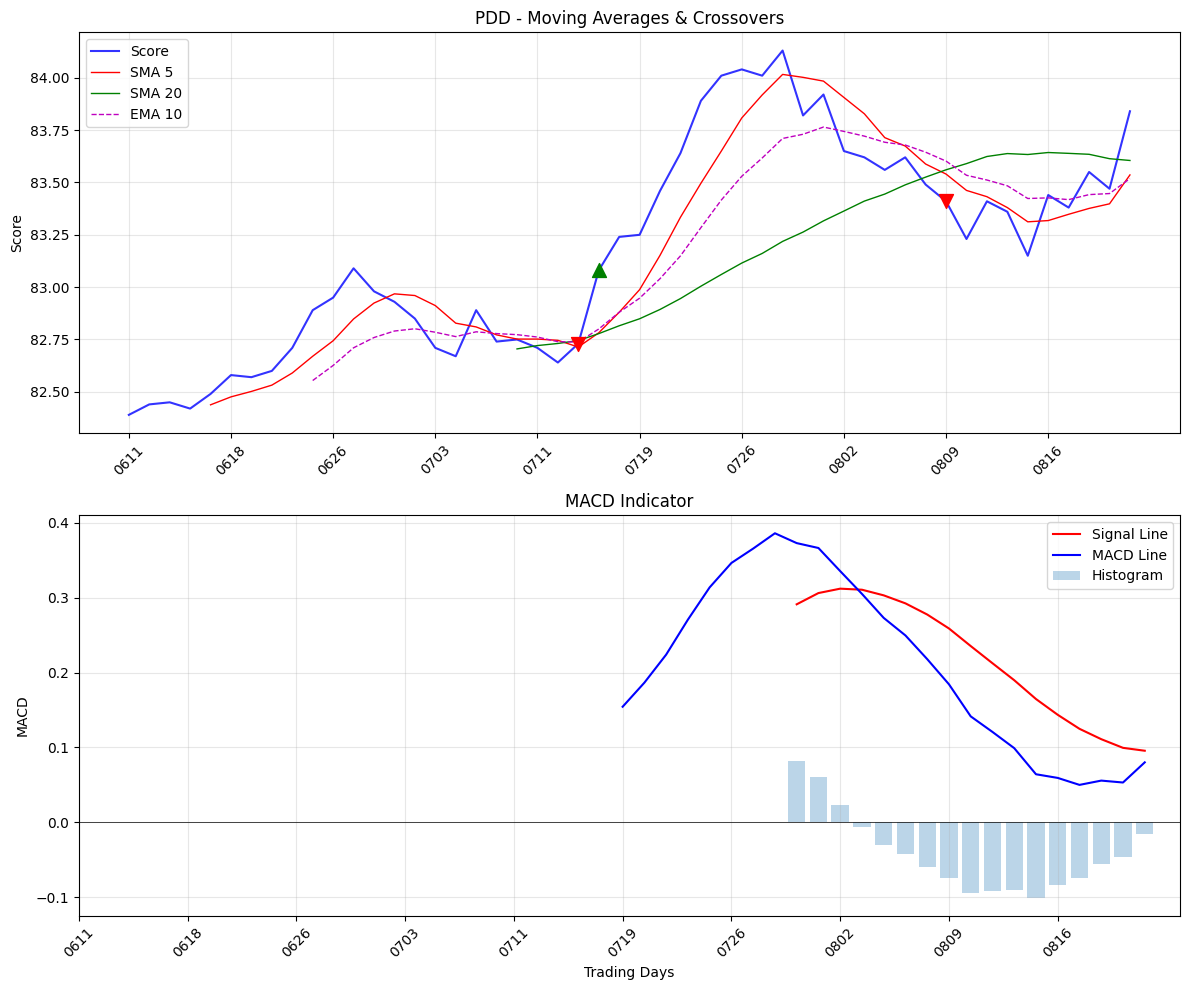 PDD - Moving Averages & Crossovers
Score
SMA 5
SMA 20
EMA 10
Score
84.00
83.75
83.50
83.25
83.00
82.75
82.50
0611
0618
0626
0703
0711
0719
0726
0802
0809
0816
MACD Indicator
Signal Line
MACD Line
Histogram
MACD
0.4
0.3
0.2
0.1
0.0
−0.1
0611
0618
0626
0703
0711
0719
0726
0802
0809
0816
Trading Days